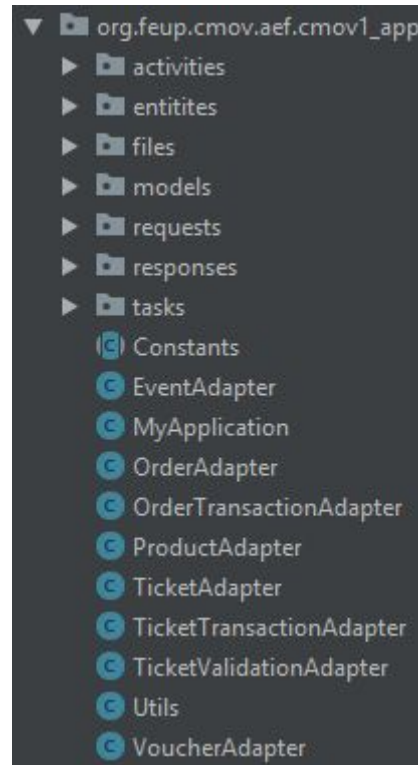 org.feup.cmov.aef.cmov1_app
activities
entitites
files
models
requests
responses
tasks
Constants
EventAdapter
MyApplication
OrderAdapter
OrderTransactionAdapter
ProductAdapter
TicketAdapter
TicketTransactionAdapter
TicketValidationAdapter
Utils
VoucherAdapter